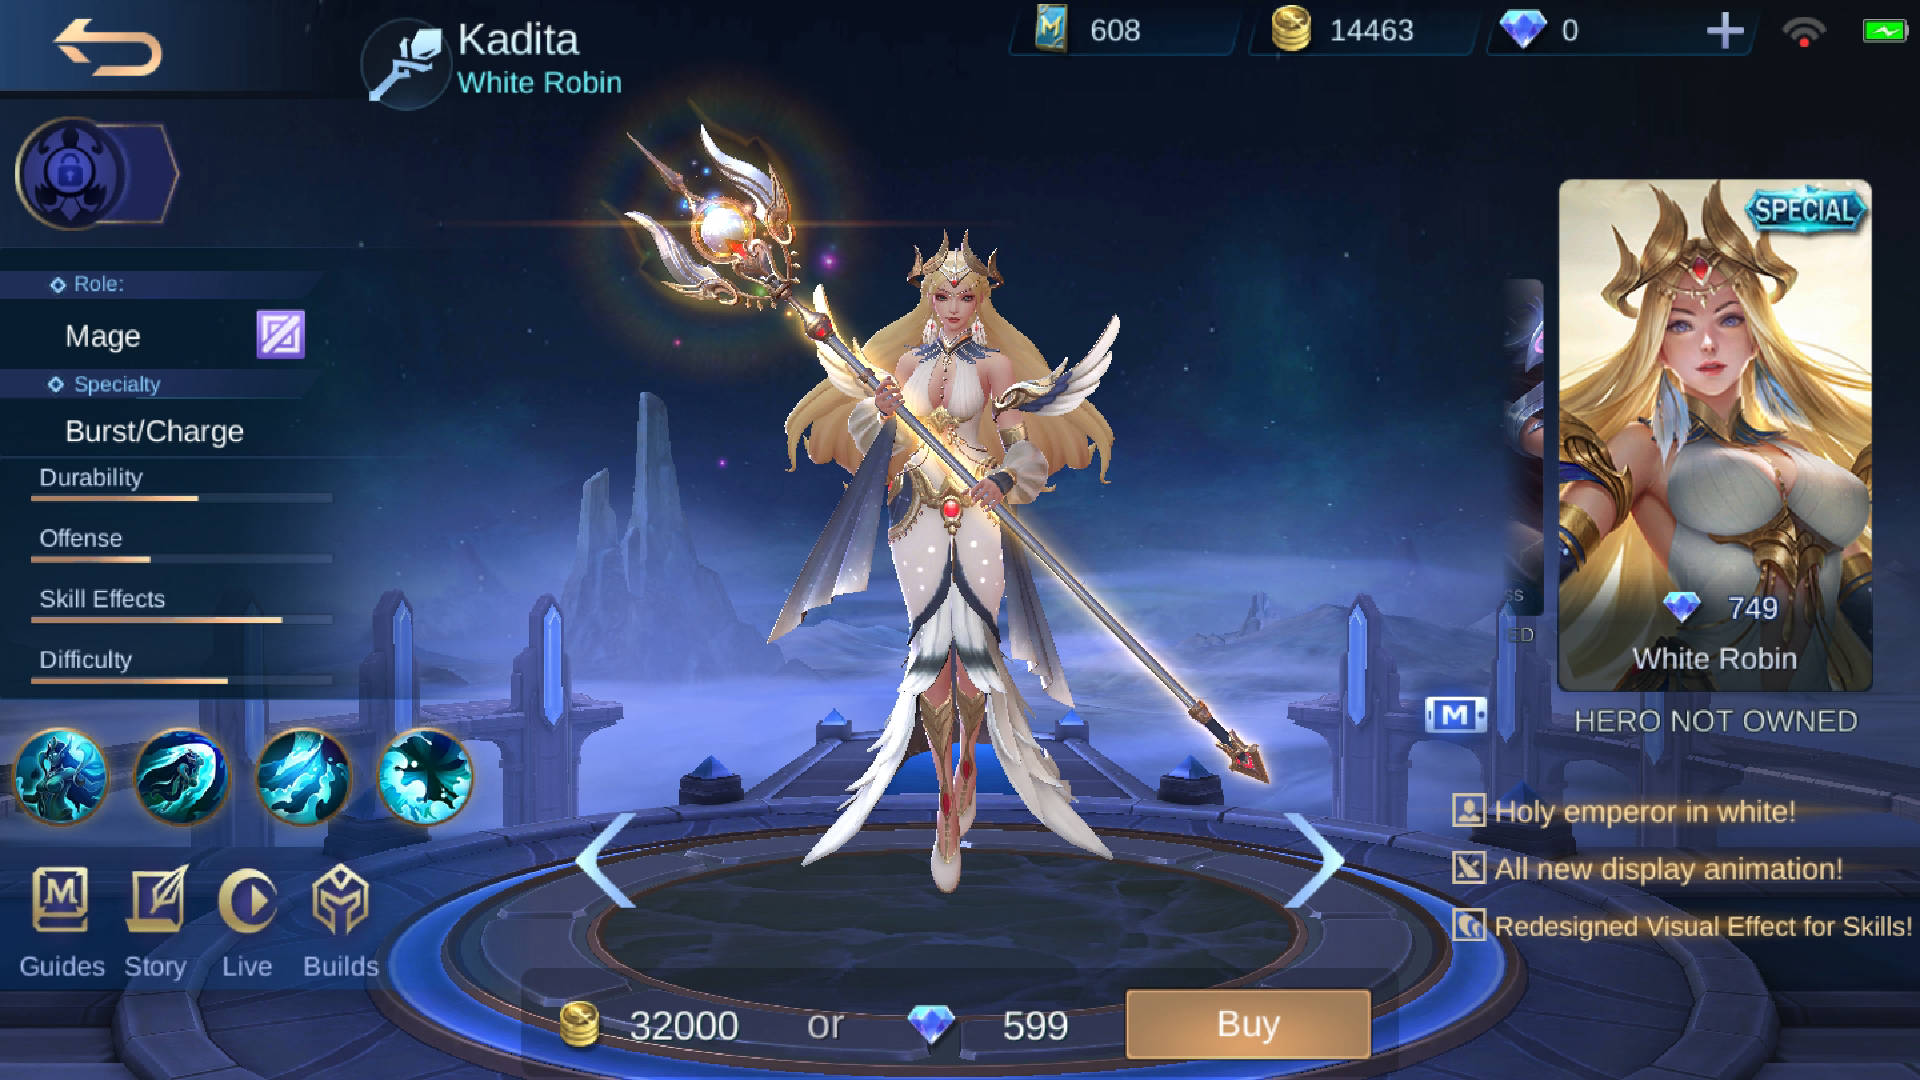 Kadita
White Robin
608
14463
0
SPECIAL
Role:
Mage
Specialty
Burst/Charge
Durability
Offense
Skill Effects
Difficulty
749
White Robin
HERO NOT OWNED
M
Holy emperor in white!
All new display animation!
Redesigned Visual Effect for Skills!
Guides
Story
Live
Builds
32000 or 599
Buy